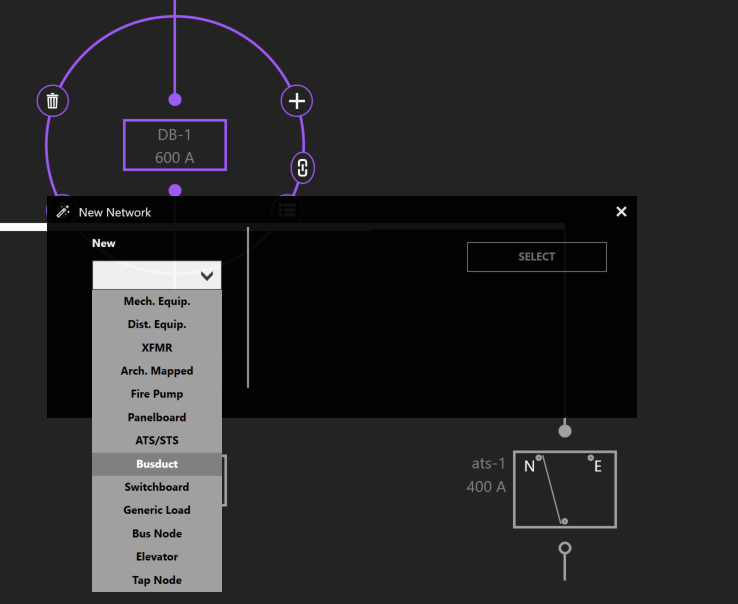 DB-1
600 A
New Network
New
SELECT
Mech. Equip.
Dist. Equip.
XFMR
Arch. Mapped
Fire Pump
Panelboard
ATS/STS
Busduct
Switchboard
Generic Load
Bus Node
Elevator
Tap Node
ats-1
400 A
N
E